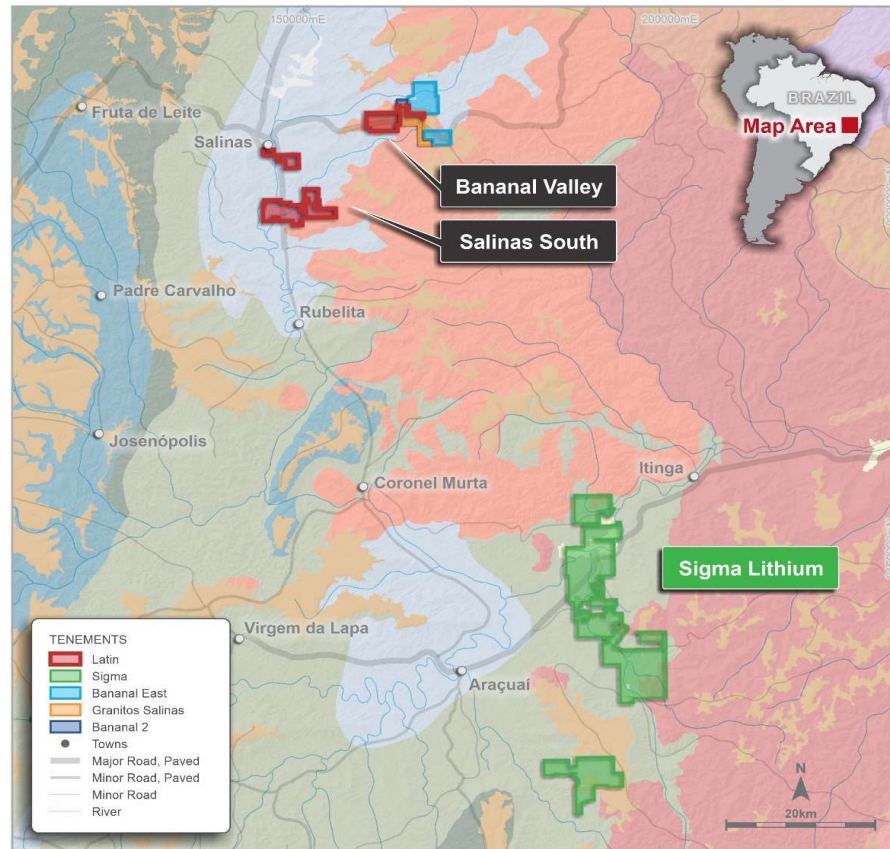 150000mE
200000mE
BRAZIL
Map Area
Fruta de Leite
Salinas
Bananal Valley
Salinas South
Padre Carvalho
Rubelita
Josenópolis
Coronel Murta
Itinga
Sigma Lithium
Virgem da Lapa
Araçuaí
TENEMENTS
Latin
Sigma
Bananal East
Granitos Salinas
Bananal 2
Towns
Major Road, Paved
Minor Road, Paved
Minor Road
River
N
20km